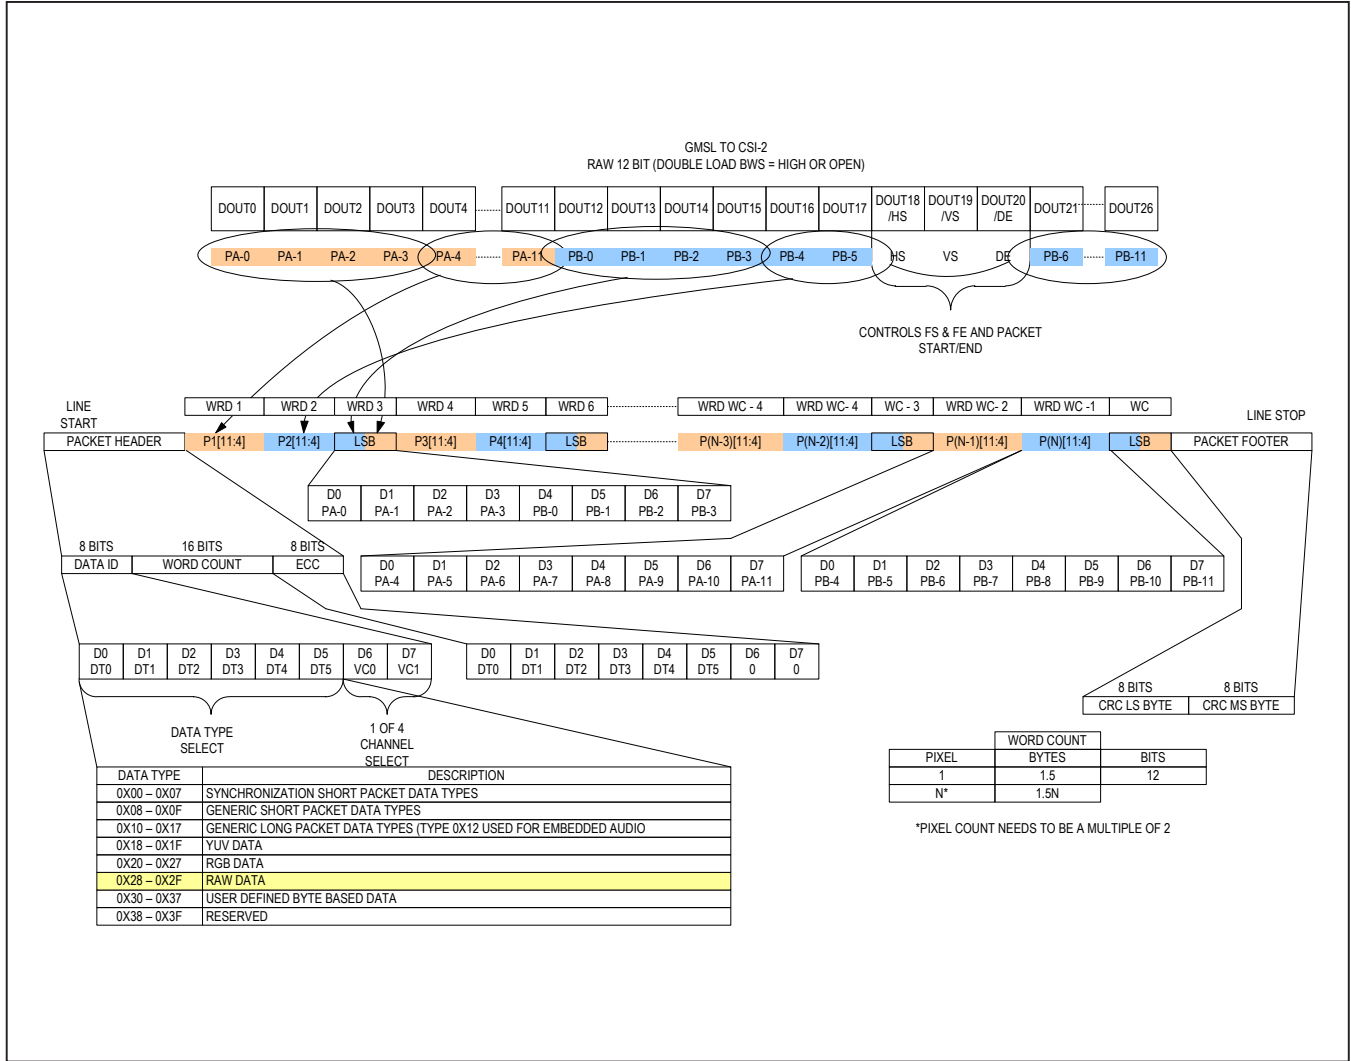 GMSL TO CSI-2
RAW 12 BIT (DOUBLE LOAD BWS = HIGH OR OPEN)
DOUT0 DOUT1 DOUT2 DOUT3 DOUT4 DOUT11 DOUT12 DOUT13 DOUT14 DOUT15 DOUT16 DOUT17 DOUT18 /HS DOUT19 /VS DOUT20 /DE DOUT21 DOUT26
PA-0 PA-1 PA-2 PA-3 PA-4 PA-11 PB-0 PB-1 PB-2 PB-3 PB-4 PB-5 HS VS DE PB-6 PB-11
CONTROLS FS & FE AND PACKET
START/END
LINE
START
WRD 1 WRD 2 WRD 3 WRD 4 WRD 5 WRD 6 WRD WC - 4 WRD WC- 4 WC - 3 WRD WC- 2 WRD WC -1 WC
LINE STOP
PACKET HEADER P1[11:4] P2[11:4] LSB P3[11:4] P4[11:4] LSB P(N-3)[11:4] P(N-2)[11:4] LSB P(N-1)[11:4] P(N)[11:4] LSB PACKET FOOTER
D0 D1 D2 D3 D4 D5 D6 D7
PA-0 PA-1 PA-2 PA-3 PB-0 PB-1 PB-2 PB-3
8 BITS 16 BITS 8 BITS
DATA ID WORD COUNT ECC
D0 D1 D2 D3 D4 D5 D6 D7
PA-4 PA-5 PA-6 PA-7 PA-8 PA-9 PA-10 PA-11
D0 D1 D2 D3 D4 D5 D6 D7
PB-4 PB-5 PB-6 PB-7 PB-8 PB-9 PB-10 PB-11
D0 D1 D2 D3 D4 D5 D6 D7
DT0 DT1 DT2 DT3 DT4 DT5 VC0 VC1
D0 D1 D2 D3 D4 D5 D6 D7
DT0 DT1 DT2 DT3 DT4 DT5 0 0
8 BITS 8 BITS
CRC LS BYTE CRC MS BYTE
DATA TYPE
SELECT
1 OF 4
CHANNEL
SELECT
WORD COUNT
PIXEL BYTES BITS
1 1.5 12
N* 1.5N
*PIXEL COUNT NEEDS TO BE A MULTIPLE OF 2
DATA TYPE DESCRIPTION
0X00 – 0X07 SYNCHRONIZATION SHORT PACKET DATA TYPES
0X08 – 0X0F GENERIC SHORT PACKET DATA TYPES
0X10 – 0X17 GENERIC LONG PACKET DATA TYPES (TYPE 0X12 USED FOR EMBEDDED AUDIO
0X18 – 0X1F YUV DATA
0X20 – 0X27 RGB DATA
0X28 – 0X2F RAW DATA
0X30 – 0X37 USER DEFINED BYTE BASED DATA
0X38 – 0X3F RESERVED